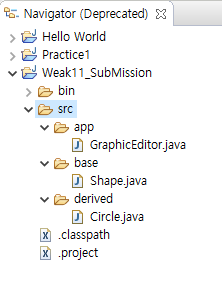 Navigator (Deprecated)
Hello World
Practice1
Weak11_SubMission
bin
src
app
GraphicEditor.java
base
Shape.java
derived
Circle.java
.classpath
.project